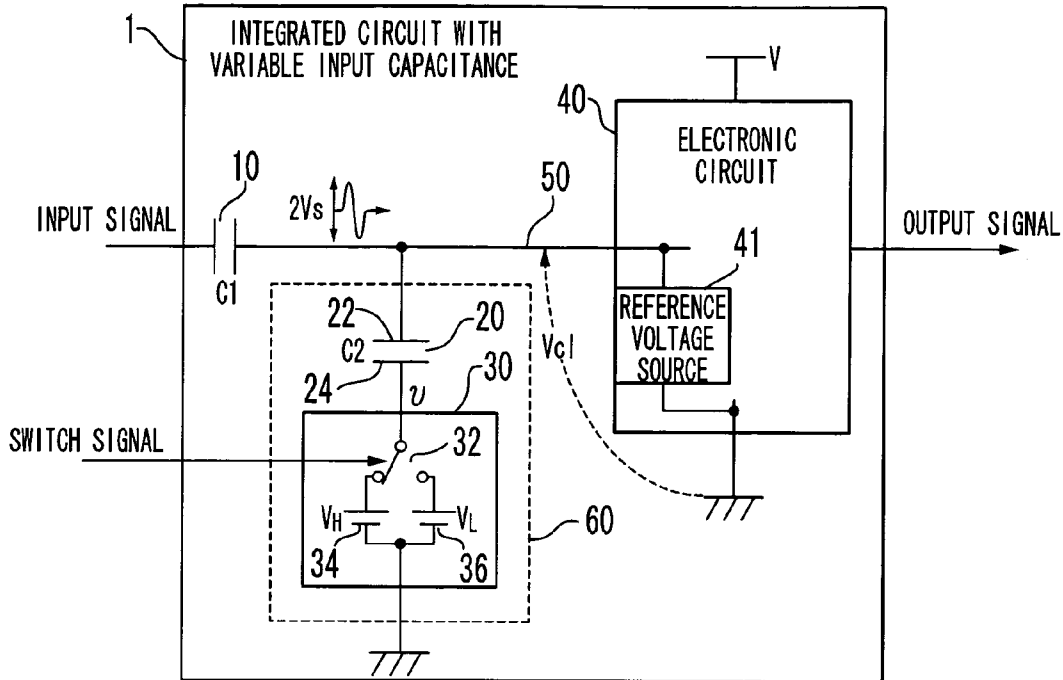 1
INTEGRATED CIRCUIT WITH
VARIABLE INPUT CAPACITANCE
V
40
ELECTRONIC
CIRCUIT
10
2Vs
50
INPUT SIGNAL
OUTPUT SIGNAL
41
C1
REFERENCE
VOLTAGE
SOURCE
22
20
C2
Vcl
24
30
υ
SWITCH SIGNAL
32
VH
VL
60
34
36